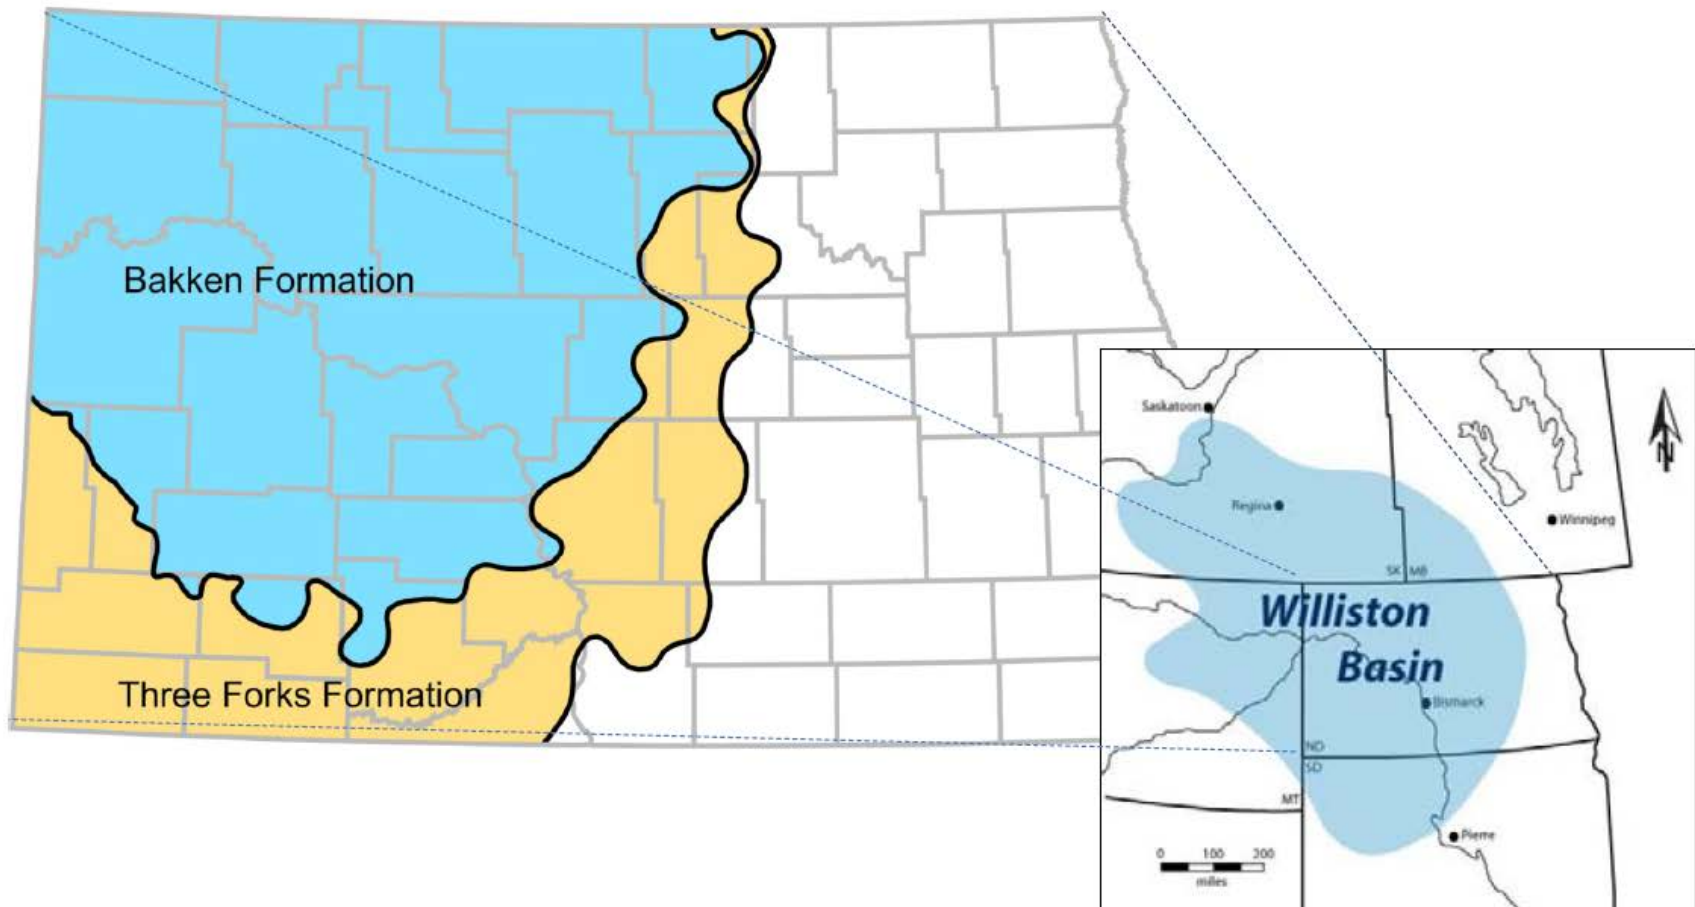 Bakken Formation
Three Forks Formation
Saskatoon
Regina
Winnipeg
N
SK MB
Williston
Basin
Bismarck
ND
SD
MT
Pierre
0 100 200
miles